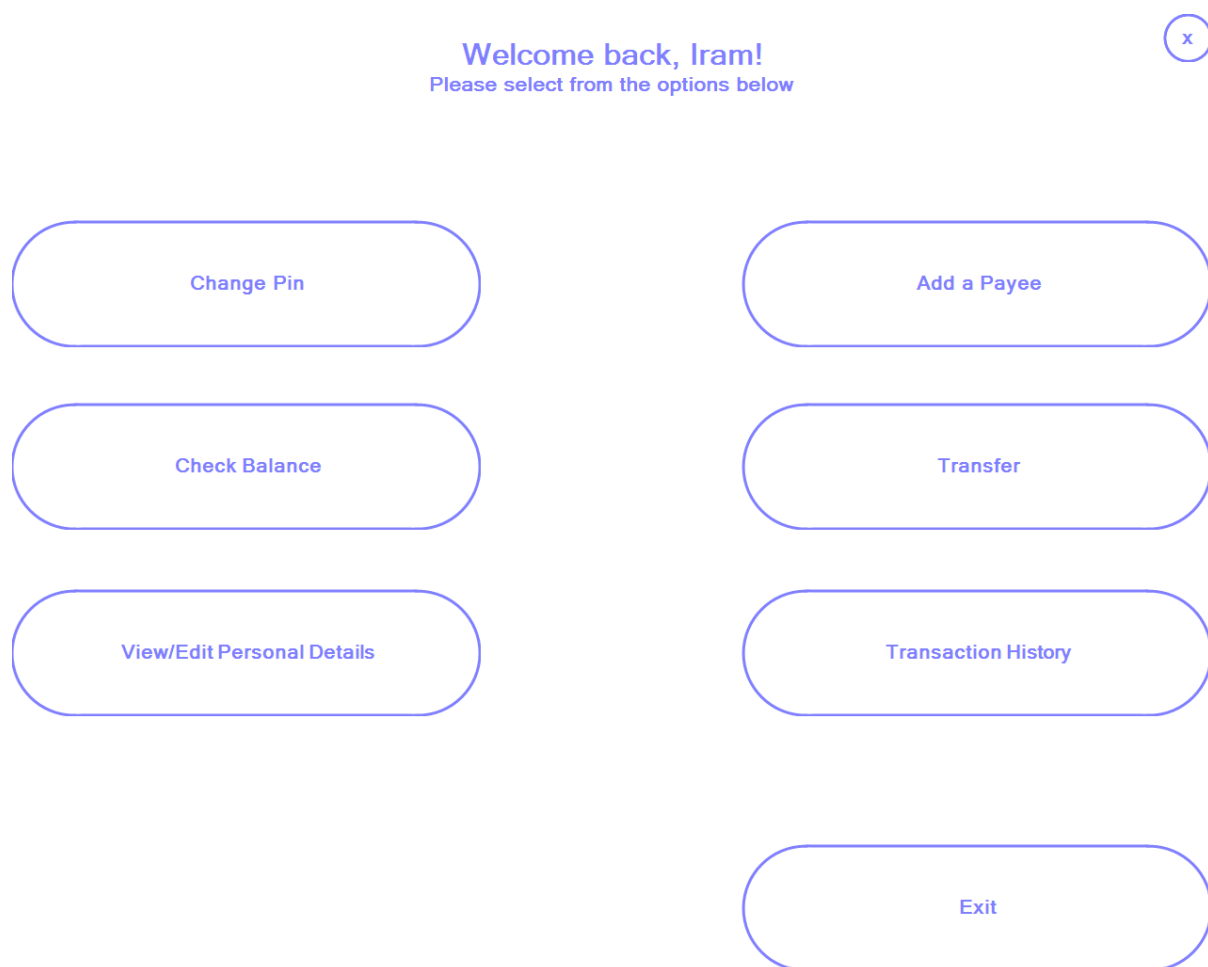 x
Welcome back, Iram!
Please select from the options below
Change Pin
Add a Payee
Check Balance
Transfer
View/Edit Personal Details
Transaction History
Exit